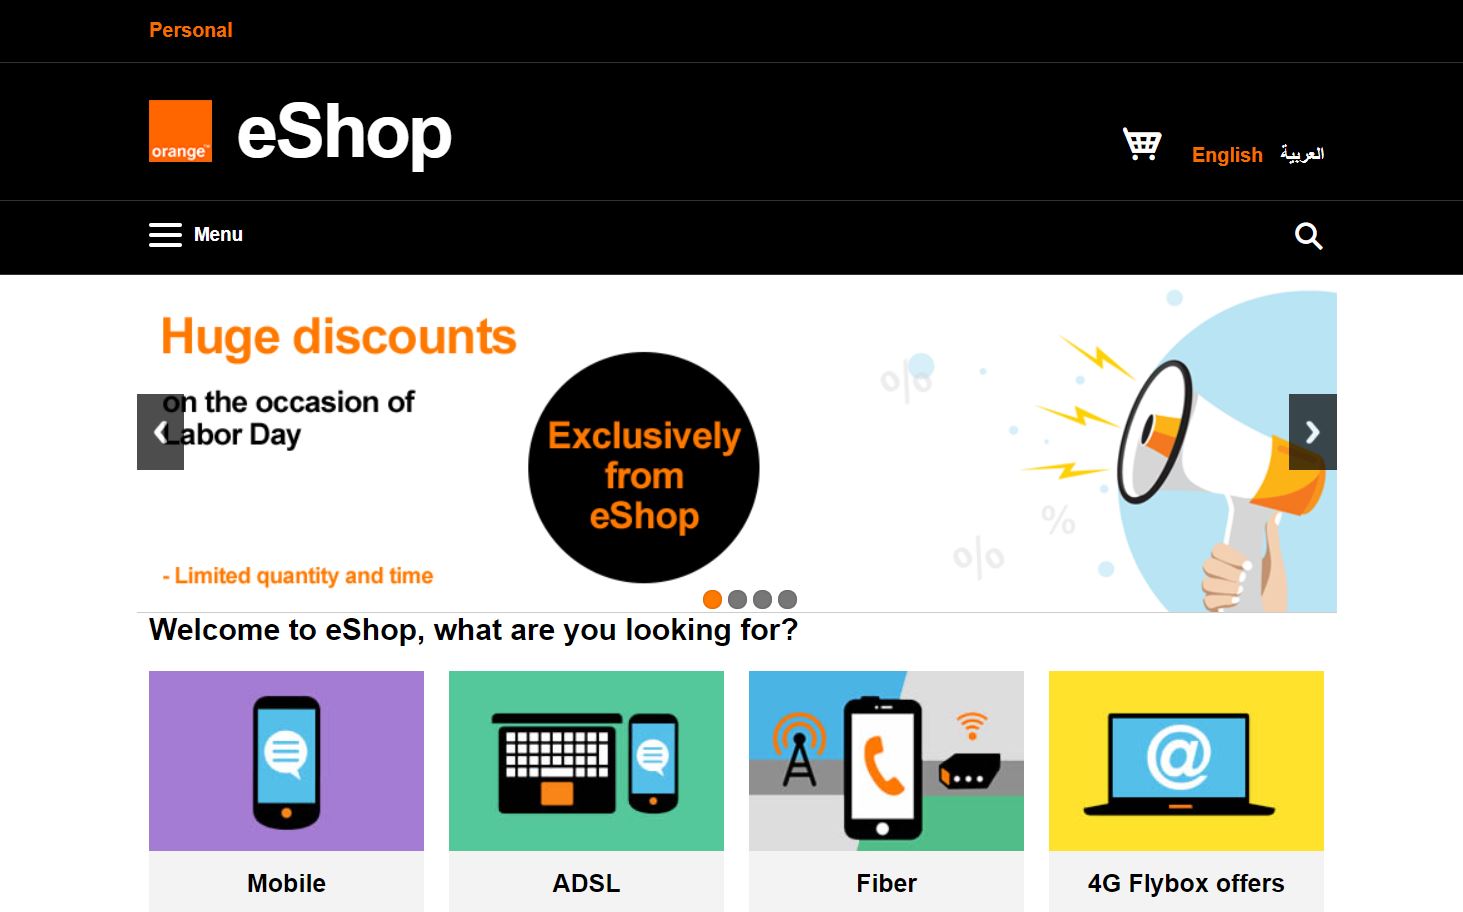 Personal
orange™
eShop
English
العربية
Menu
Huge discounts
on the occasion of
Labor Day
Exclusively
from
eShop
%
%
%
- Limited quantity and time
Welcome to eShop, what are you looking for?
@
Mobile
ADSL
Fiber
4G Flybox offers